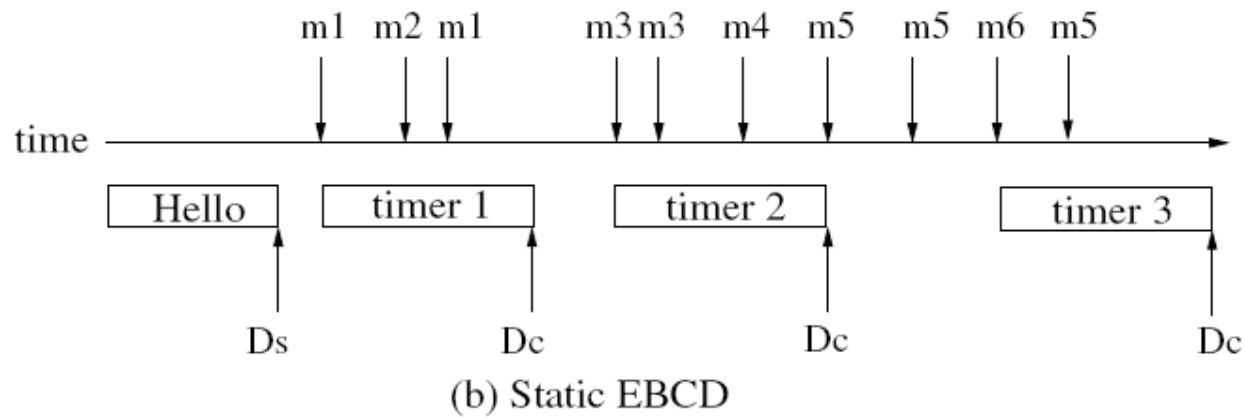 m1 m2 m1 m3 m3 m4 m5 m5 m6 m5
time
Hello timer 1 timer 2 timer 3
Ds Dc Dc Dc
(b) Static EBCD